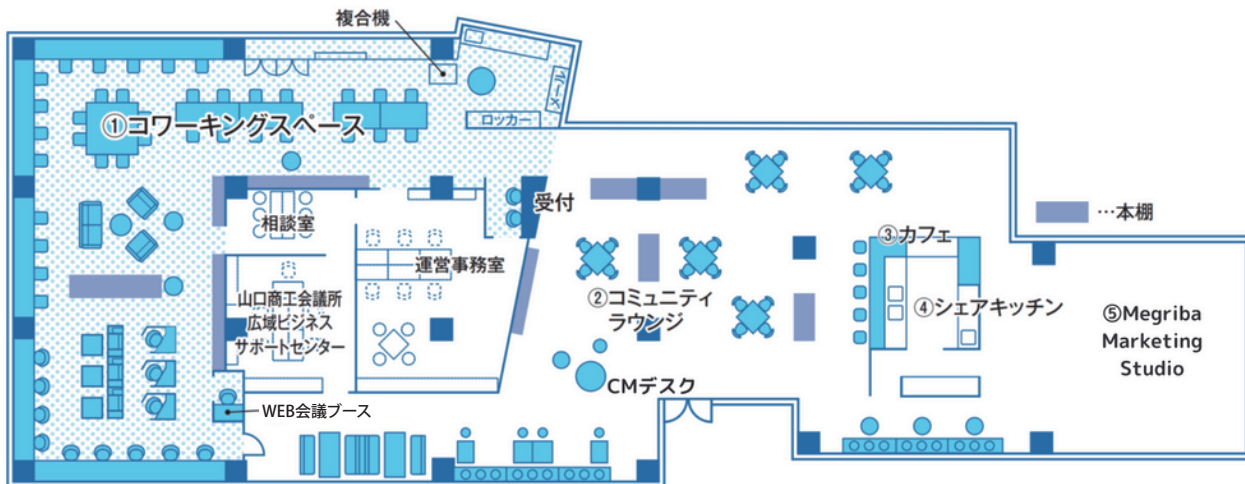 複合機
ルーメ
ロッカー
①コワーキングスペース
受付
相談室
運営事務室
…本棚
③カフェ
②コミュニティ
ラウンジ
④シェアキッチン
山口商工会議所
広域ビジネス
サポートセンター
⑤Megriba
Marketing
Studio
CMデスク
WEB会議ブース